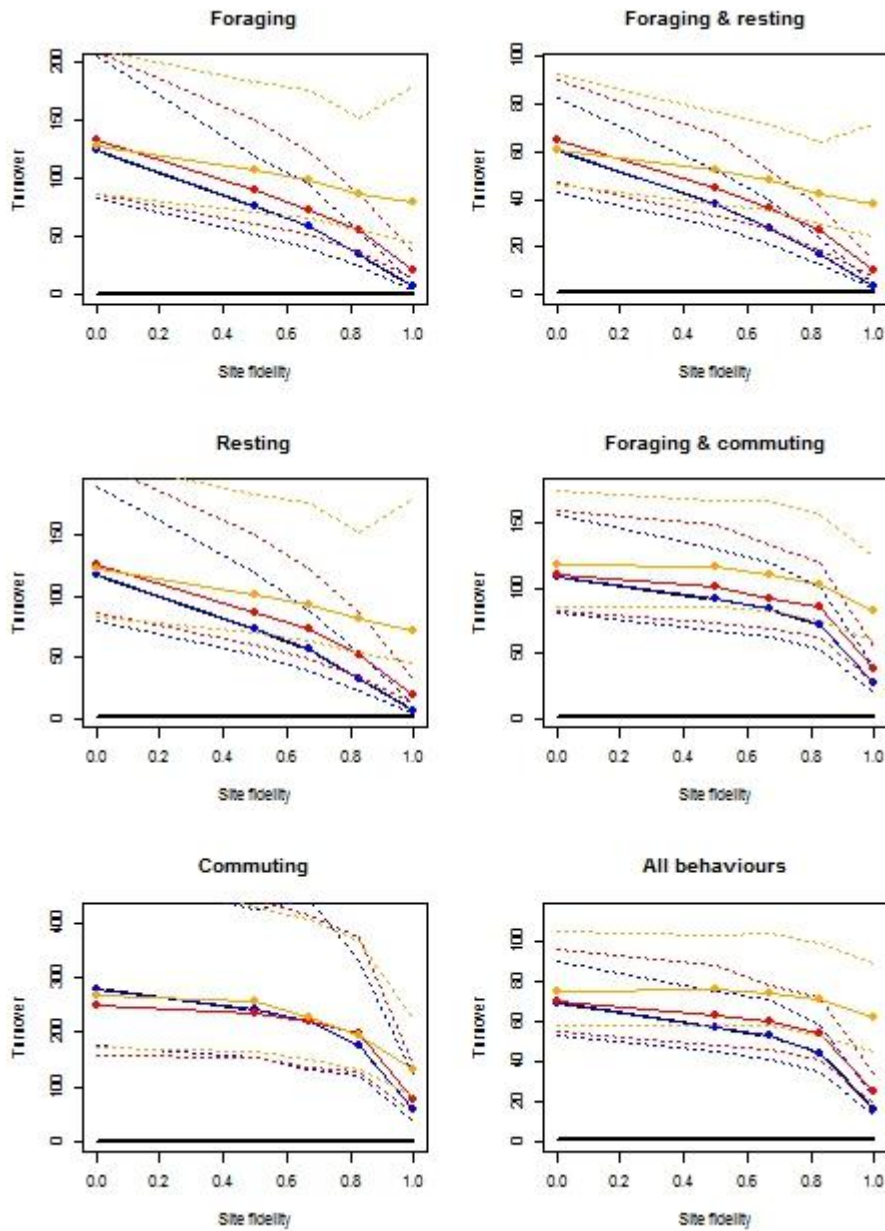 Foraging
Turnover
200
150
100
50
0
0.0 0.2 0.4 0.6 0.8 1.0
Site fidelity
Foraging & resting
Turnover
100
80
60
40
20
0
0.0 0.2 0.4 0.6 0.8 1.0
Site fidelity
Resting
Turnover
150
100
50
0
0.0 0.2 0.4 0.6 0.8 1.0
Site fidelity
Foraging & commuting
Turnover
150
100
50
0
0.0 0.2 0.4 0.6 0.8 1.0
Site fidelity
Commuting
Turnover
400
300
200
100
0
0.0 0.2 0.4 0.6 0.8 1.0
Site fidelity
All behaviours
Turnover
100
80
60
40
20
0
0.0 0.2 0.4 0.6 0.8 1.0
Site fidelity